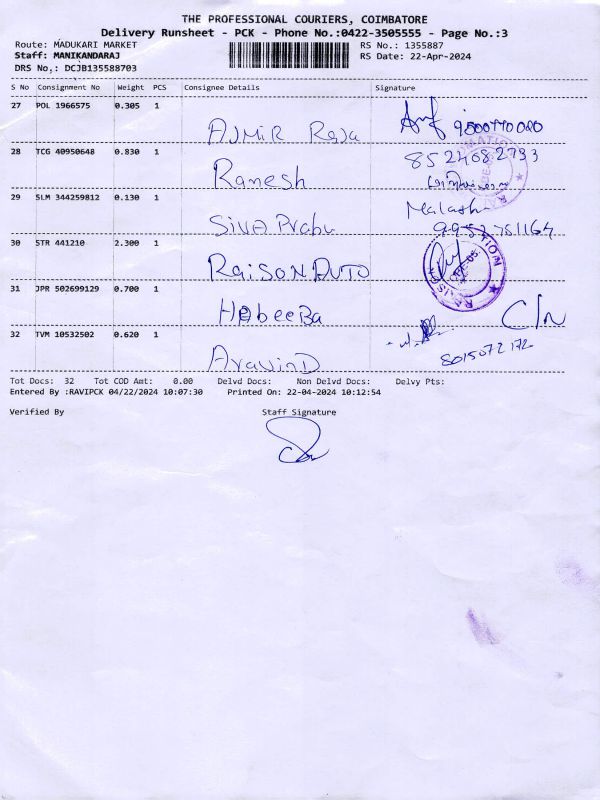 THE PROFESSIONAL COURIERS, COIMBATORE
Delivery Runsheet - PCK - Phone No.:0422-3505555 - Page No.:3
Route: MADUKARI MARKET RS No.: 1355887
Staff: MANIKANDARAJ RS Date: 22-Apr-2024
DRS No.: DCJB135588703
S No Consignment No Weight PCS Consignee Details Signature
27 POL 1966575 0.305 1
AJMIR Raja 9500770020
28 TCG 40950648 0.830 1 8524682733
Ramesh
29 SLM 344259812 0.130 1 Malash
SIVA Prabu 9952751164
30 STR 441210 2.300 1
RaiSON AUTO
31 JPR 502699129 0.700 1
HabeeBa C/N
32 TVM 10532502 0.620 1
AravinD 8015072172
Tot Docs: 32 Tot COD Amt: 0.00 Delvd Docs: Non Delvd Docs: Delvy Pts:
Entered By :RAVIPCK 04/22/2024 10:07:30 Printed On: 22-04-2024 10:12:54
Verified By Staff Signature